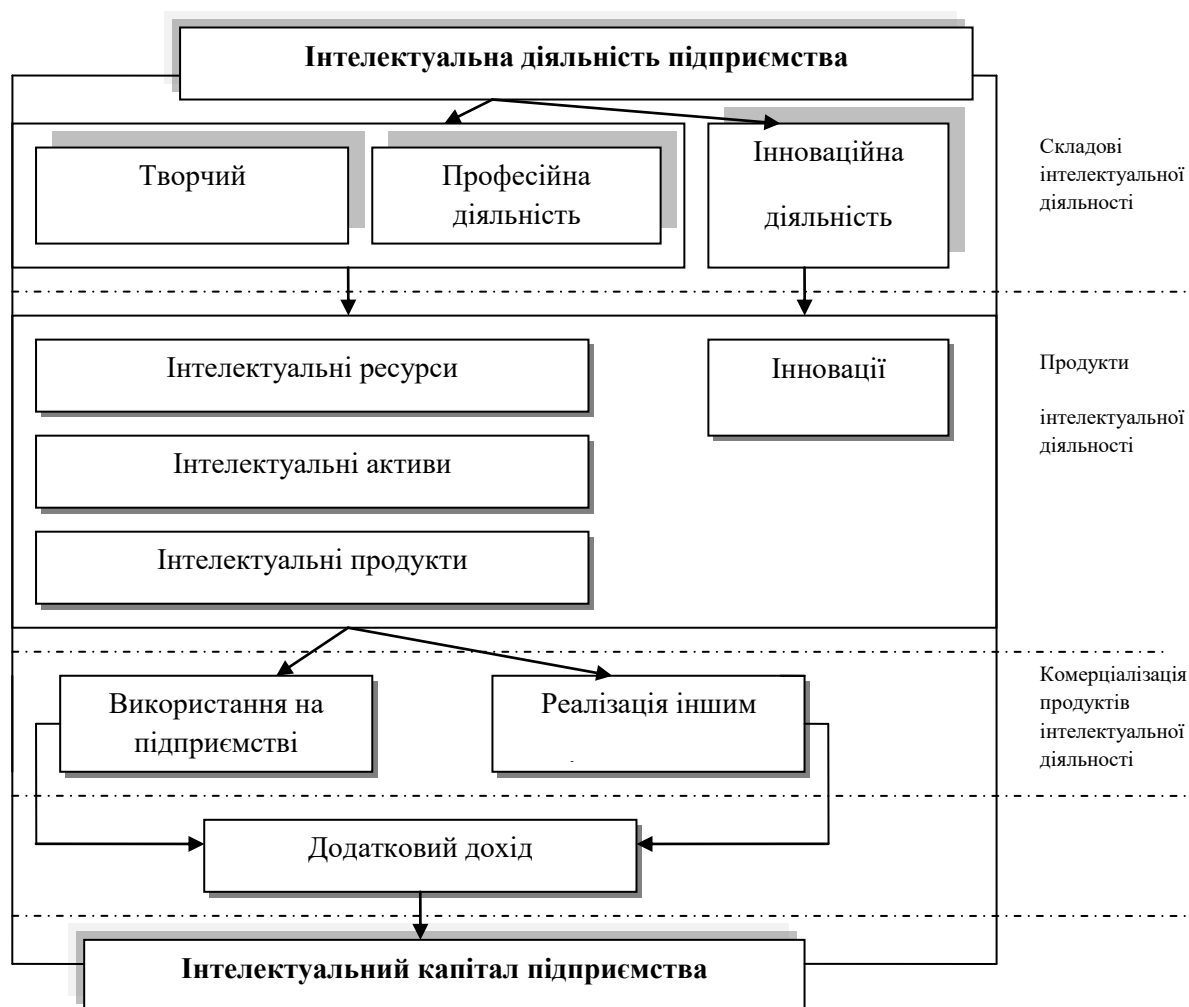 Інтелектуальна діяльність підприємства
Творчий
Професійна
діяльність
Інноваційна
діяльність
Складові
інтелектуальної
діяльності
Інтелектуальні ресурси
Інтелектуальні активи
Інтелектуальні продукти
Інновації
Продукти
інтелектуальної
діяльності
Використання на
підприємстві
Реалізація іншим
Комерціалізація
продуктів
інтелектуальної
діяльності
Додатковий дохід
Інтелектуальний капітал підприємства